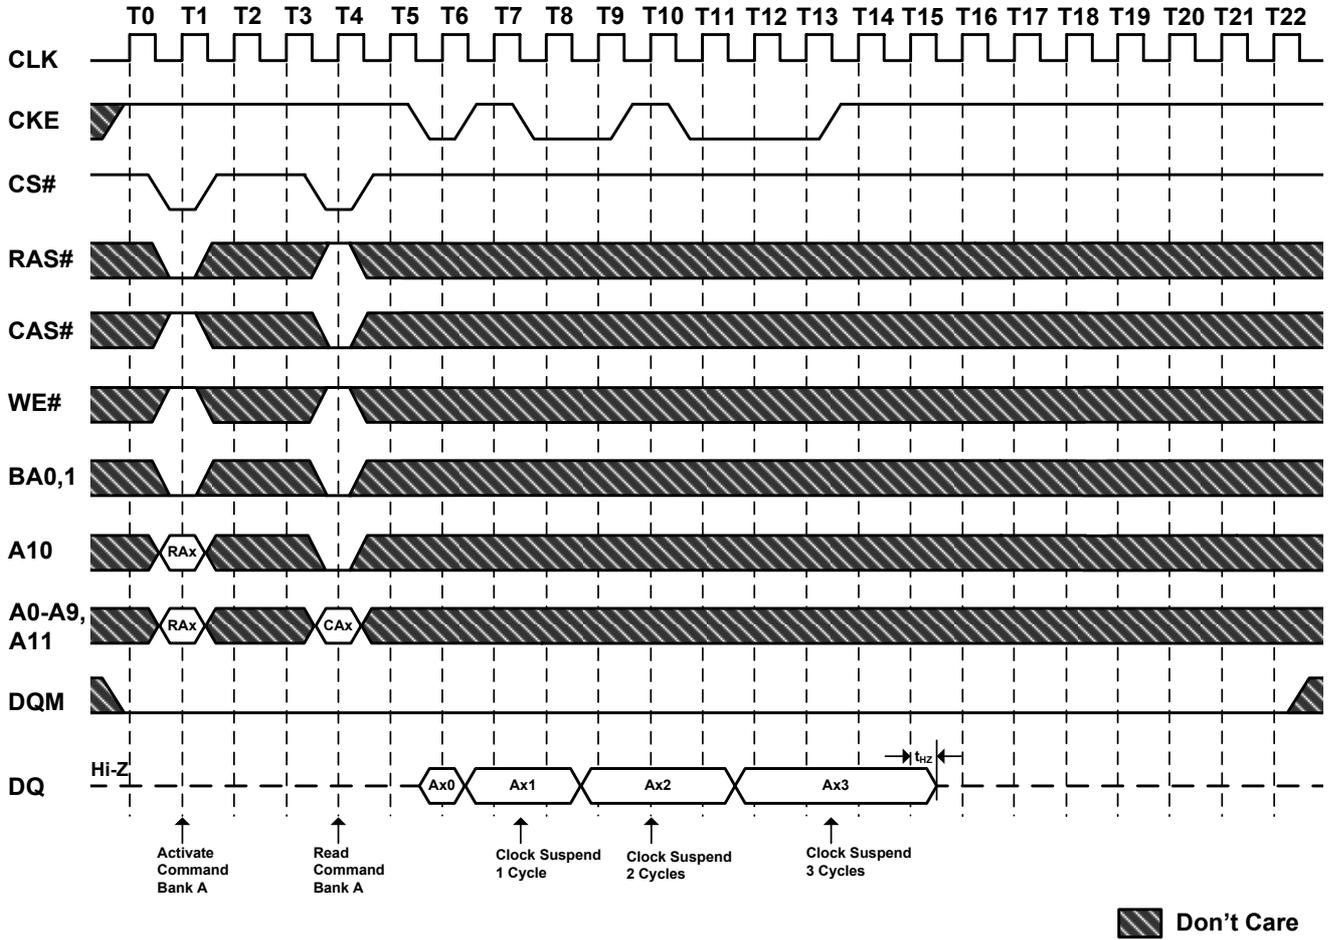 T0 T1 T2 T3 T4 T5 T6 T7 T8 T9 T10 T11 T12 T13 T14 T15 T16 T17 T18 T19 T20 T21 T22
CLK
CKE
CS#
RAS#
CAS#
WE#
BA0,1
A10
RAx
A0-A9,
A11
RAx
CAx
DQM
DQ
Hi-Z
Ax0
Ax1
Ax2
Ax3
tHZ
Activate
Command
Bank A
Read
Command
Bank A
Clock Suspend
1 Cycle
Clock Suspend
2 Cycles
Clock Suspend
3 Cycles
Don't Care